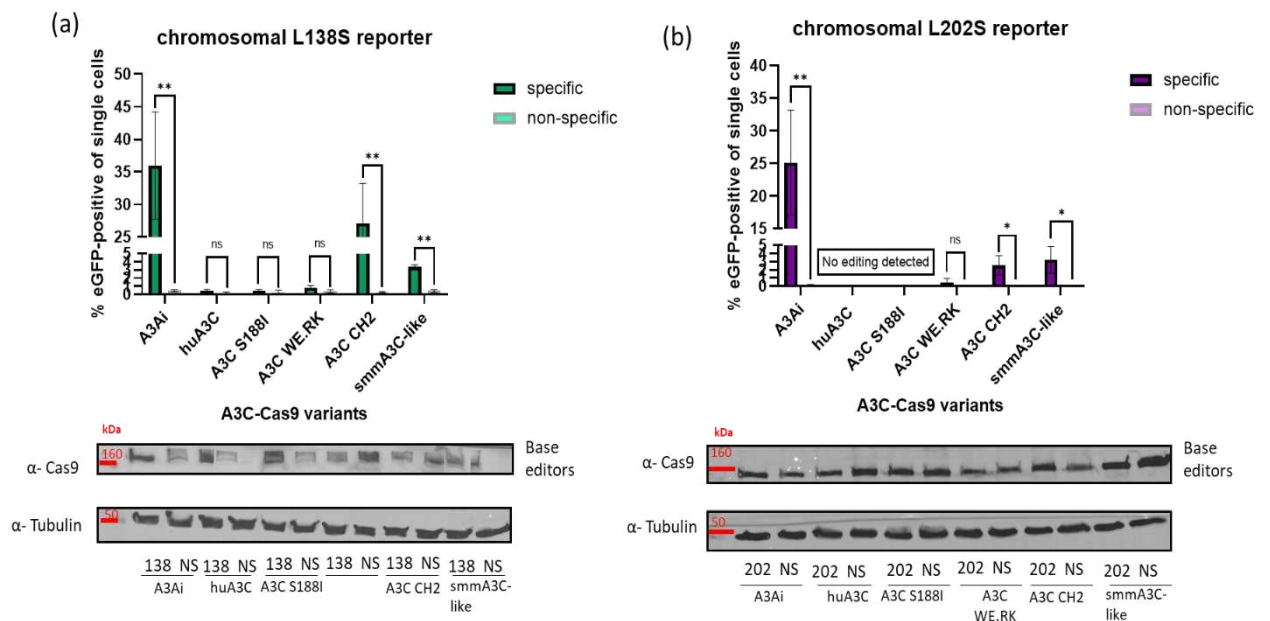 (a)
chromosomal L138S reporter
% eGFP-positive of single cells
50
45
40
35
30
25
5
4
3
2
1
0
**
ns
ns
ns
**
**
specific
non-specific
A3Ai
huA3C
A3C S188I
A3C WE.RK
A3C CH2
smmA3C-like
A3C-Cas9 variants
kDa
160
α- Cas9
Base
editors
50
α- Tubulin
138 NS 138 NS 138 NS 138 NS 138 NS 138 NS
A3Ai huA3C A3C S188I A3C CH2 smmA3C-
like
(b)
chromosomal L202S reporter
% eGFP-positive of single cells
40
35
30
25
20
15
10
5
5
4
3
2
1
0
**
No editing detected
ns
*
*
specific
non-specific
A3Ai
huA3C
A3C S188I
A3C WE.RK
A3C CH2
smmA3C-like
A3C-Cas9 variants
kDa
160
α- Cas9
Base
editors
50
α- Tubulin
202 NS 202 NS 202 NS 202 NS 202 NS 202 NS
A3Ai huA3C A3C S188I A3C A3C CH2 smmA3C-
WE.RK like